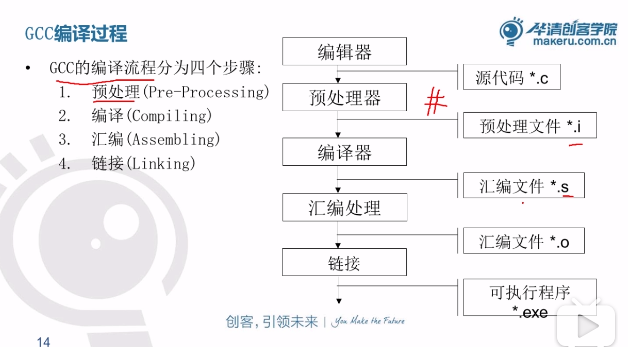 GCC编译过程
华清创客学院
makeru.com.cn
• GCC的编译流程分为四个步骤:
1. 预处理(Pre-Processing)
2. 编译(Compiling)
3. 汇编(Assembling)
4. 链接(Linking)
编辑器
源代码 *.c
预处理器
#
预处理文件 *.i
编译器
汇编文件 *.s
汇编处理
汇编文件 *.o
链接
可执行程序
*.exe
创客，引领未来 | You Make the Future
14